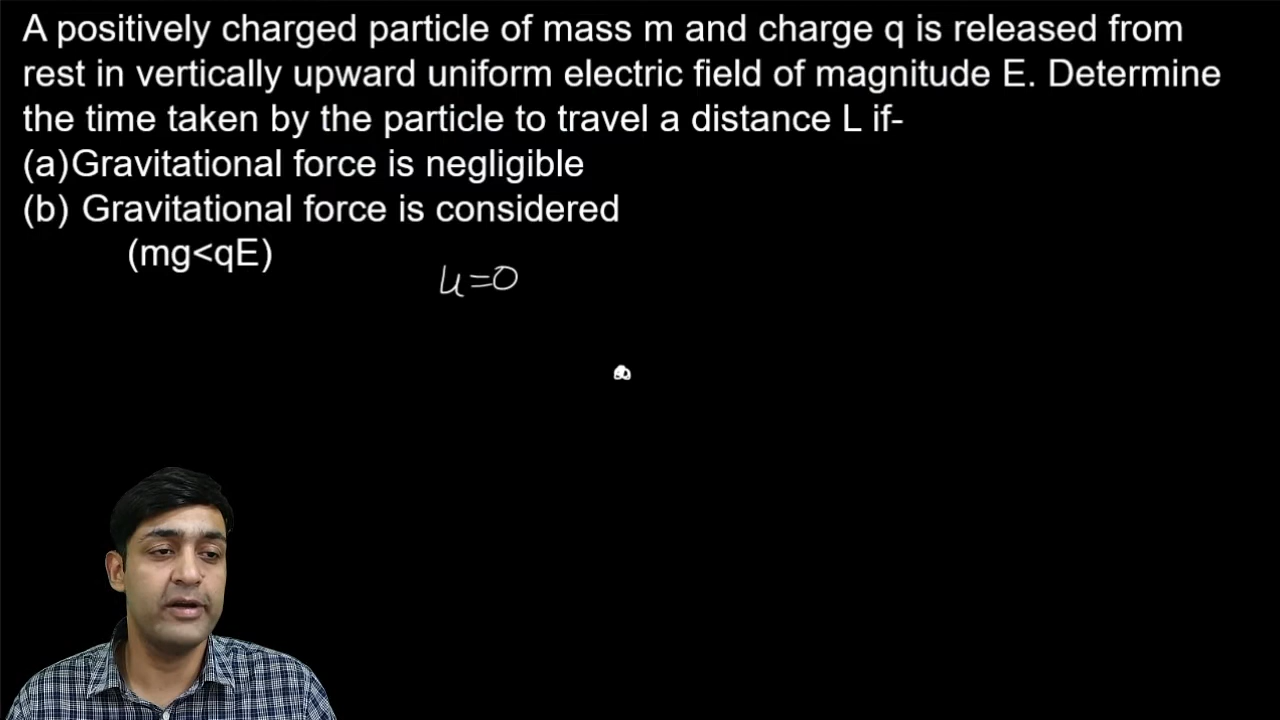 A positively charged particle of mass m and charge q is released from
rest in vertically upward uniform electric field of magnitude E. Determine
the time taken by the particle to travel a distance L if-
(a)Gravitational force is negligible
(b) Gravitational force is considered
(mg<qE)
u=0